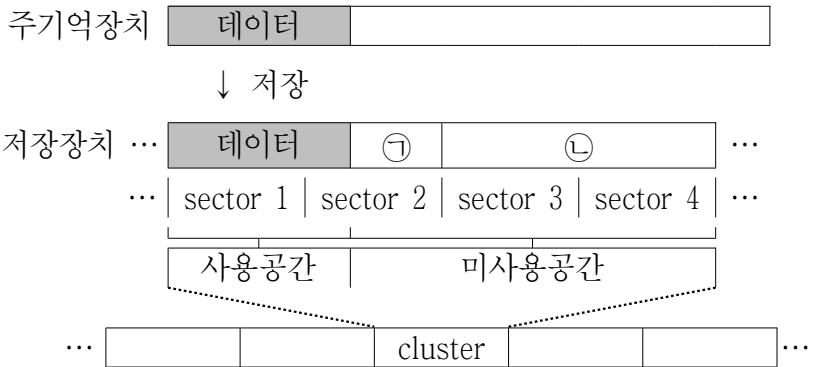 주기억장치 데이터
↓ 저장
저장장치 … 데이터 ㉠ ㉡ …
… sector 1 sector 2 sector 3 sector 4 …
사용공간 미사용공간
… cluster …